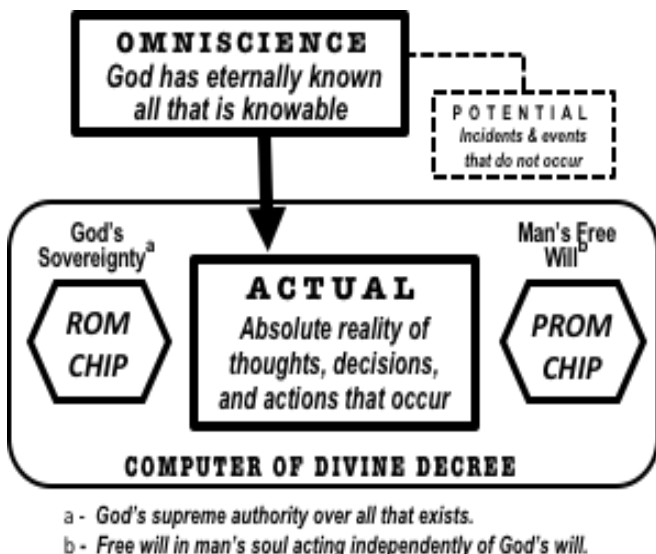 OMNISCIENCE
God has eternally known
all that is knowable
POTENTIAL
Incidents & events
that do not occur
God's
Sovereignty a
ROM
CHIP
ACTUAL
Absolute reality of
thoughts, decisions,
and actions that occur
Man's Free
Will b
PROM
CHIP
COMPUTER OF DIVINE DECREE
a - God's supreme authority over all that exists.
b - Free will in man's soul acting independently of God's will.